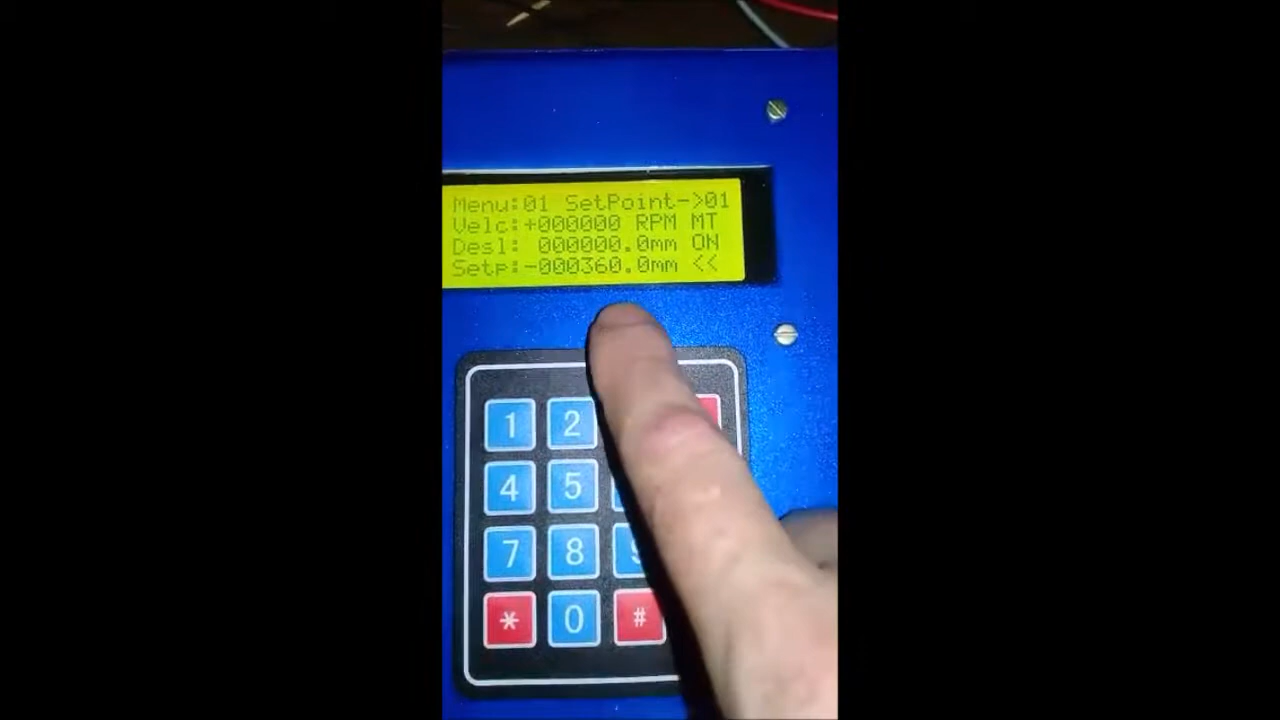 Menu:01 SetPoint->01
Velc:+000000 RPM MT
Desl: 000000.0mm ON
Setp:-000360.0mm <<
1 2
4 5
7 8 9
* 0 #